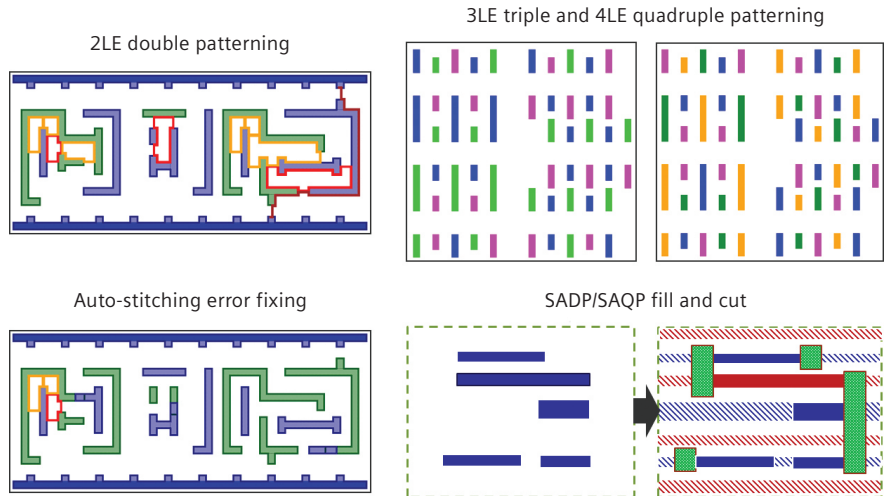 3LE triple and 4LE quadruple patterning
2LE double patterning
Auto-stitching error fixing
SADP/SAQP fill and cut